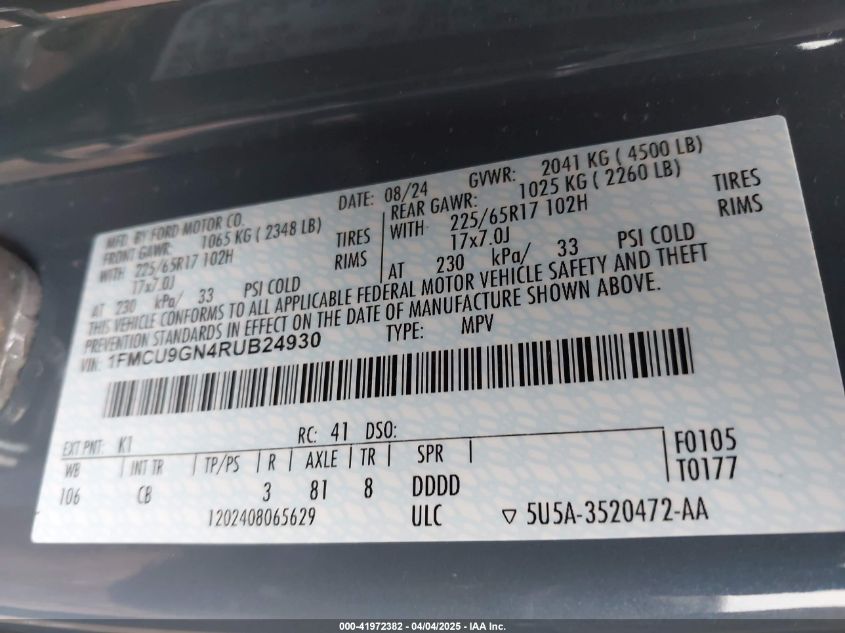 MFD. BY FORD MOTOR CO.
DATE: 08/24 GVWR: 2041 KG ( 4500 LB)
FRONT GAWR: 1065 KG ( 2348 LB)
WITH 225/65R17 102H TIRES
17x7.0J RIMS
AT 230 kPa/ 33 PSI COLD
REAR GAWR: 1025 KG ( 2260 LB)
WITH 225/65R17 102H TIRES
17x7.0J RIMS
AT 230 kPa/ 33 PSI COLD
THIS VEHICLE CONFORMS TO ALL APPLICABLE FEDERAL MOTOR VEHICLE SAFETY AND THEFT
PREVENTION STANDARDS IN EFFECT ON THE DATE OF MANUFACTURE SHOWN ABOVE.
VIN: 1FMCU9GN4RUB24930 TYPE: MPV
EXT PNT: K1 RC: 41 DSO:
WB INT TR TP/PS R AXLE TR SPR
106 CB 3 81 8 DDDD
F0105
T0177
1202408065629 ULC ▽ 5U5A-3520472-AA
000-41972382 / 04/04/2025 - IAA Inc.